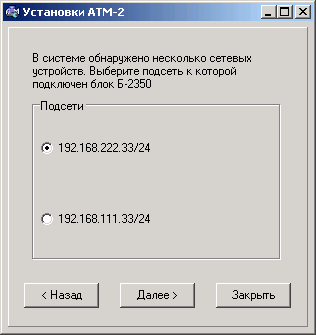 Установки АТМ-2
В системе обнаружено несколько сетевых
устройств. Выберите подсеть к которой
подключен блок Б-2350
Подсети
192.168.222.33/24
192.168.111.33/24
< Назад
Далее >
Закрыть